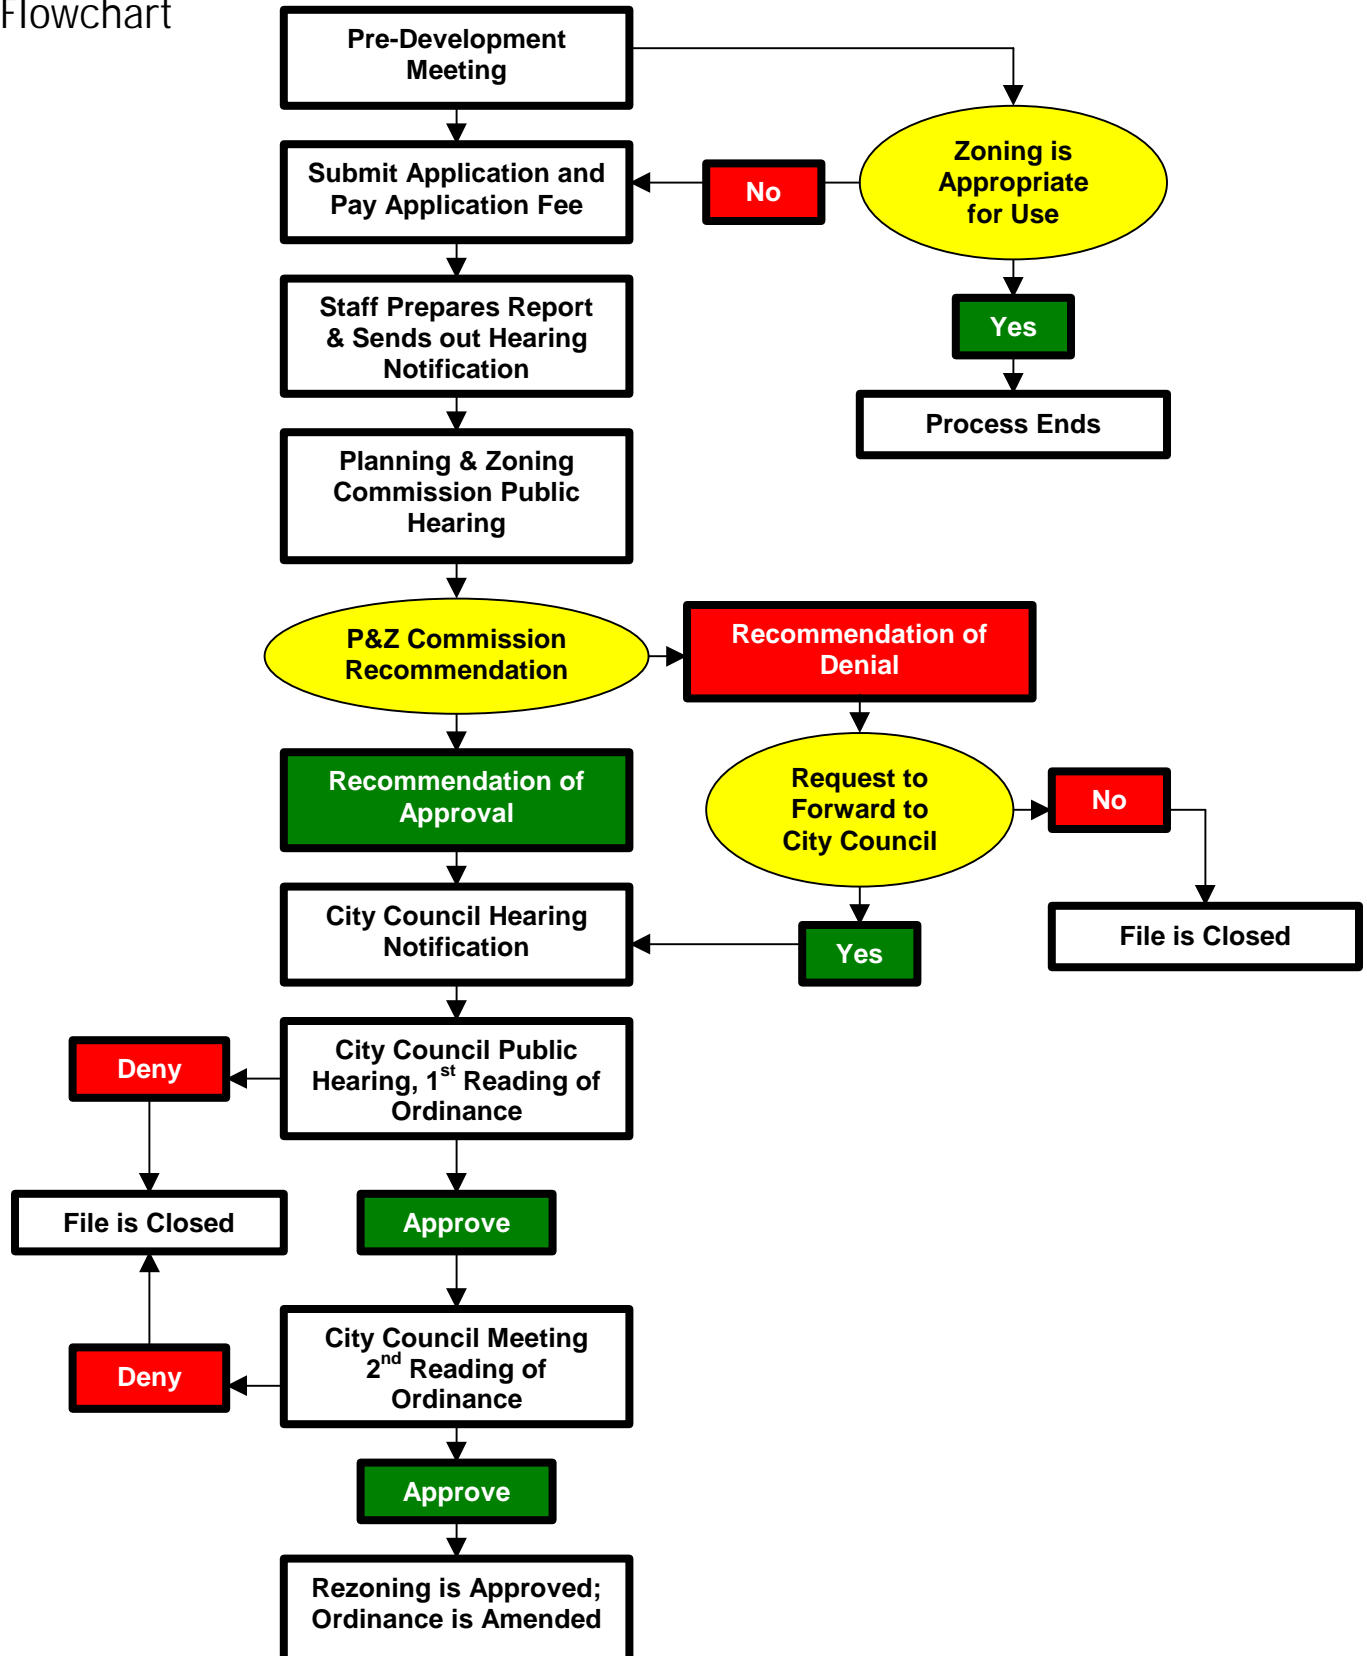 Flowchart
Pre-Development
Meeting
Zoning is
Appropriate
for Use
Submit Application and
Pay Application Fee
No
Staff Prepares Report
& Sends out Hearing
Notification
Yes
Process Ends
Planning & Zoning
Commission Public
Hearing
P&Z Commission
Recommendation
Recommendation of
Denial
Recommendation of
Approval
Request to
Forward to
City Council
No
City Council Hearing
Notification
Yes
File is Closed
City Council Public
Hearing, 1st Reading of
Ordinance
Deny
File is Closed
Approve
City Council Meeting
2nd Reading of
Ordinance
Deny
Approve
Rezoning is Approved;
Ordinance is Amended